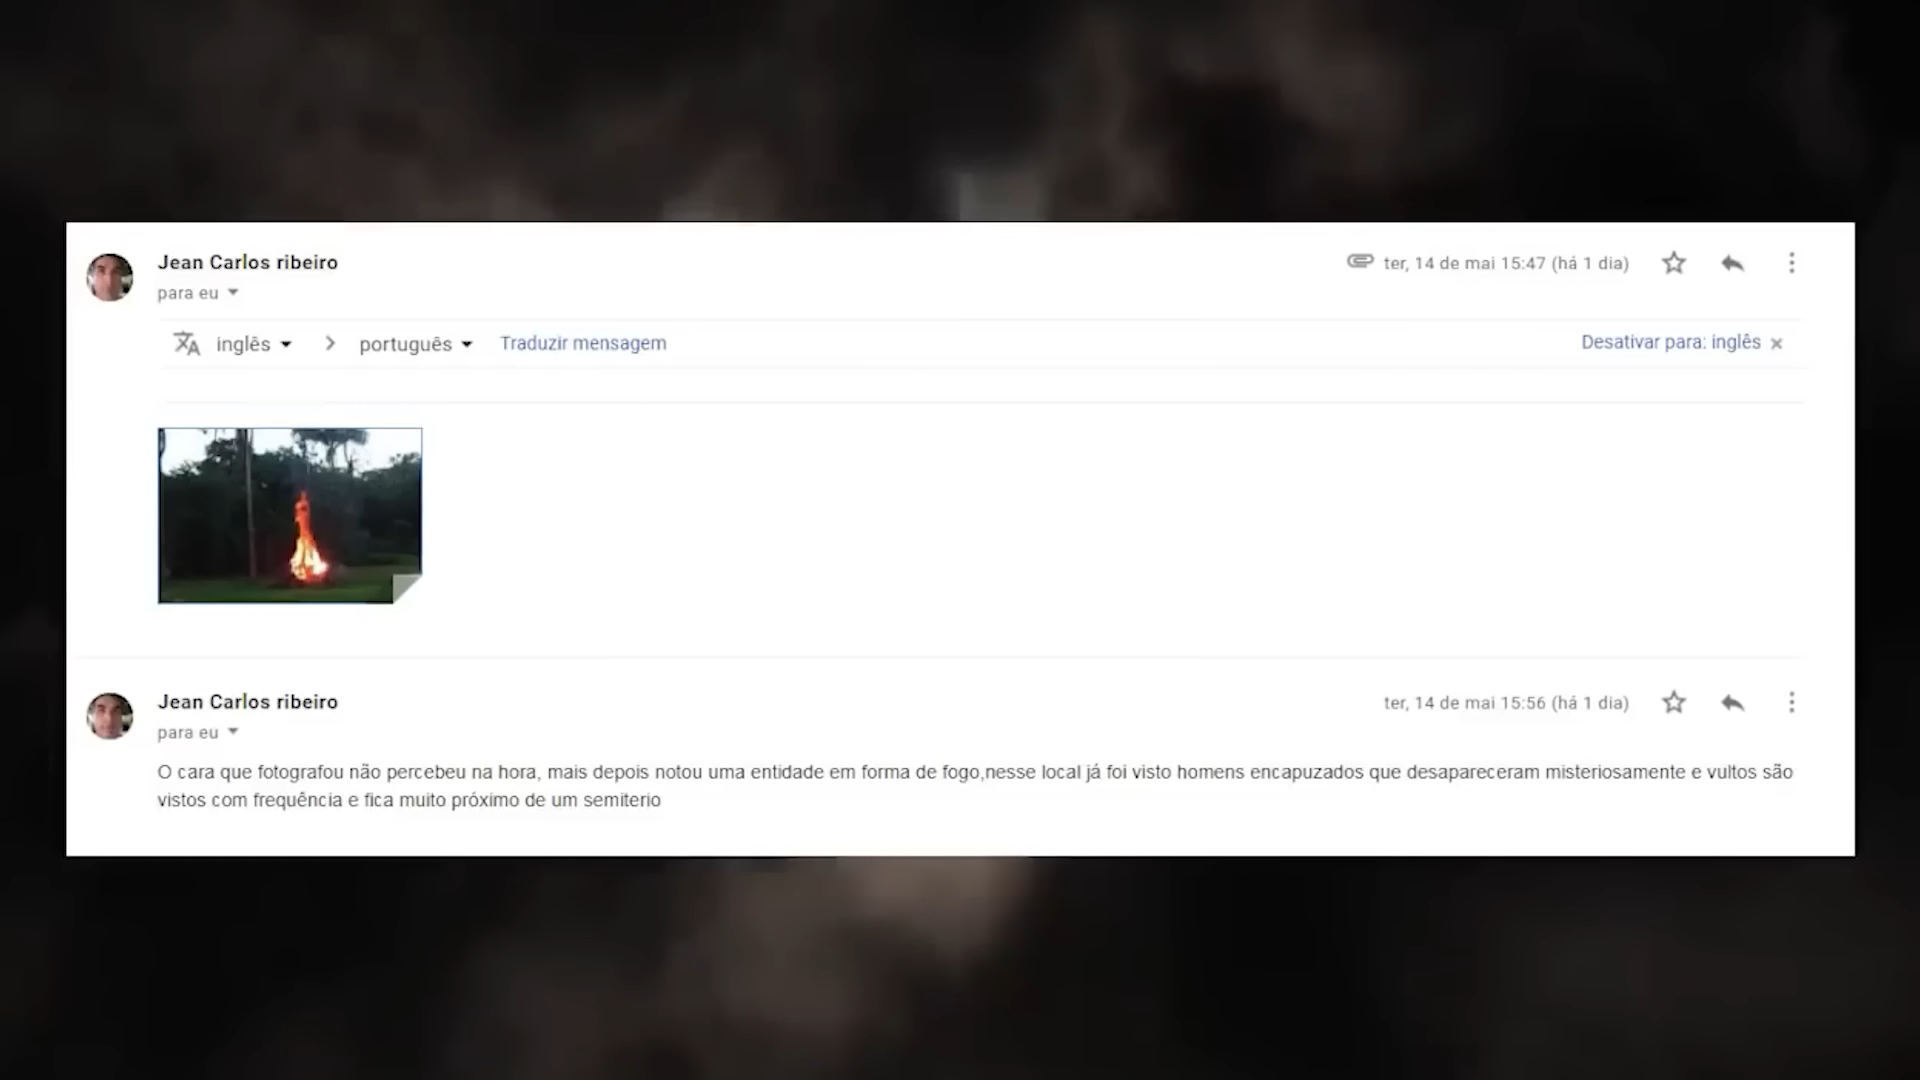 Jean Carlos ribeiro
ter, 14 de mai 15:47 (há 1 dia)
para eu
inglês
português
Traduzir mensagem
Desativar para: inglês
Jean Carlos ribeiro
ter, 14 de mai 15:56 (há 1 dia)
para eu
O cara que fotografou não percebeu na hora, mais depois notou uma entidade em forma de fogo,nesse local já foi visto homens encapuzados que desapareceram misteriosamente e vultos são
vistos com frequência e fica muito próximo de um semiterio